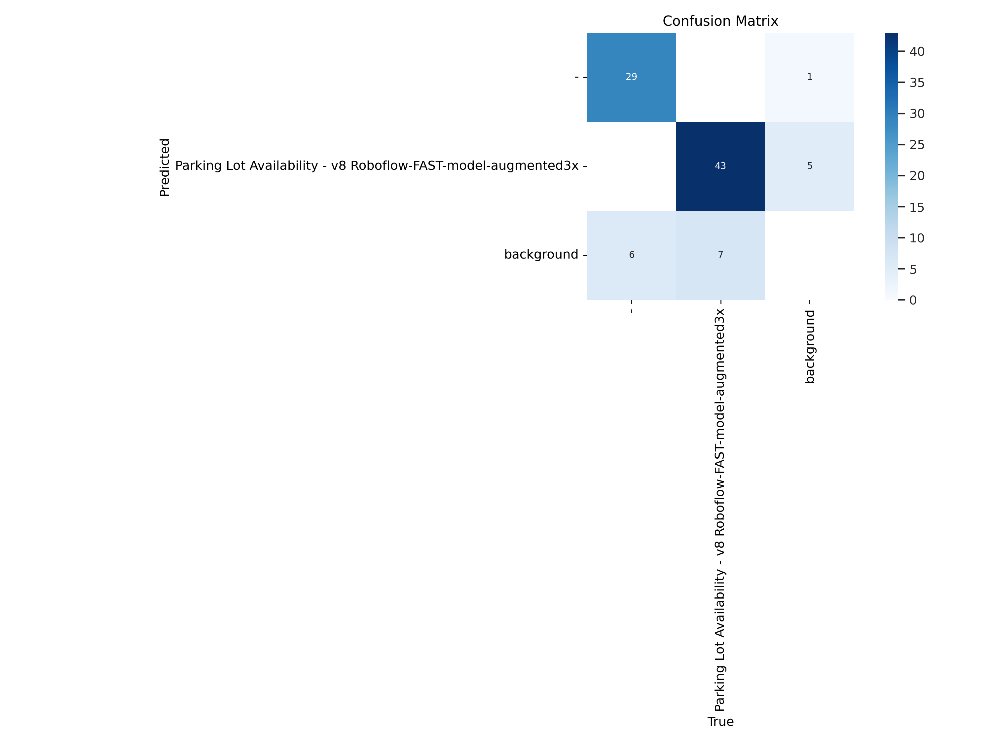 Confusion Matrix
-
29
1
40
35
30
25
20
15
10
5
0
Predicted
Parking Lot Availability - v8 Roboflow-FAST-model-augmented3x
43
5
background
6
7
-
Parking Lot Availability - v8 Roboflow-FAST-model-augmented3x
background
True